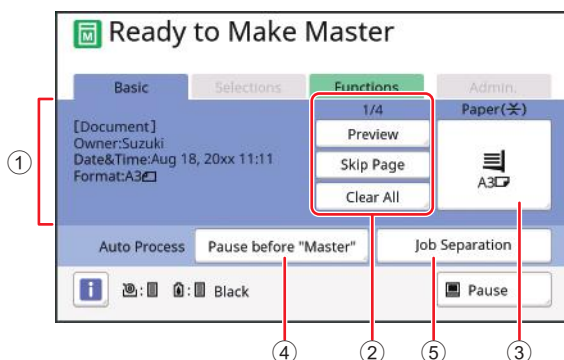 Ready to Make Master
Basic
Selections
Functions
Admin.
1/4
Paper(⚹)
[Document]
Owner:Suzuki
Date&Time:Aug 18, 20xx 11:11
Format:A3
Preview
Skip Page
Clear All
A3
Auto Process
Pause before "Master"
Job Separation
i
Black
Pause
1
4
2
5
3